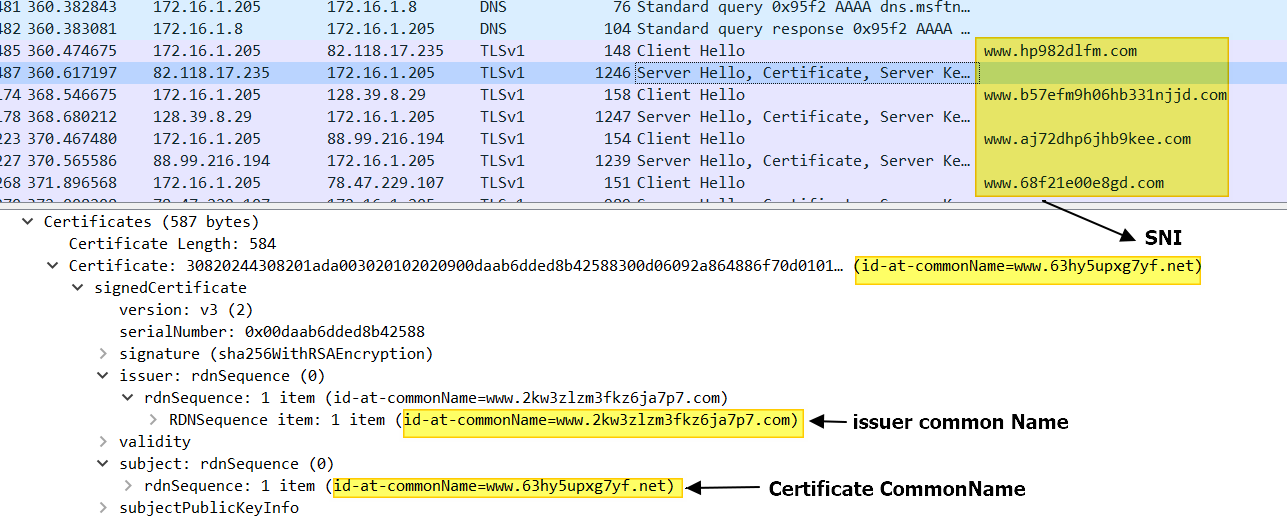 481 360.382843 172.16.1.205 172.16.1.8 DNS 76 Standard query 0x95f2 AAAA dns.msftn…
482 360.383081 172.16.1.8 172.16.1.205 DNS 104 Standard query response 0x95f2 AAAA …
485 360.474675 172.16.1.205 82.118.17.235 TLSv1 148 Client Hello www.hp982dlfm.com
487 360.617197 82.118.17.235 172.16.1.205 TLSv1 1246 Server Hello, Certificate, Server Ke…
174 368.546675 172.16.1.205 128.39.8.29 TLSv1 158 Client Hello www.b57efm9h06hb331njjd.com
178 368.680212 128.39.8.29 172.16.1.205 TLSv1 1247 Server Hello, Certificate, Server Ke…
223 370.467480 172.16.1.205 88.99.216.194 TLSv1 154 Client Hello www.aj72dhp6jhb9kee.com
227 370.565586 88.99.216.194 172.16.1.205 TLSv1 1239 Server Hello, Certificate, Server Ke…
268 371.896568 172.16.1.205 78.47.229.107 TLSv1 151 Client Hello www.68f21e00e8gd.com
SNI
Certificates (587 bytes)
Certificate Length: 584
Certificate: 30820244308201ada003020102020900daab6dded8b42588300d06092a864886f70d0101… (id-at-commonName=www.63hy5upxg7yf.net)
signedCertificate
version: v3 (2)
serialNumber: 0x00daab6dded8b42588
signature (sha256WithRSAEncryption)
issuer: rdnSequence (0)
rdnSequence: 1 item (id-at-commonName=www.2kw3zlzm3fkz6ja7p7.com)
RDNSequence item: 1 item (id-at-commonName=www.2kw3zlzm3fkz6ja7p7.com) issuer common Name
validity
subject: rdnSequence (0)
rdnSequence: 1 item (id-at-commonName=www.63hy5upxg7yf.net) Certificate CommonName
subjectPublicKeyInfo